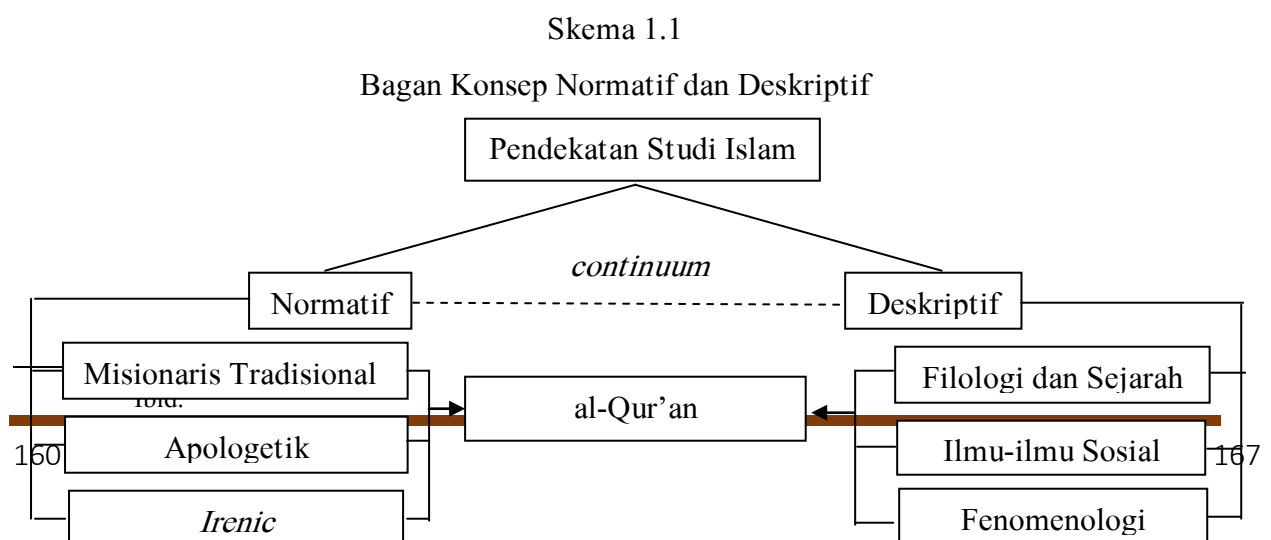 Skema 1.1
Bagan Konsep Normatif dan Deskriptif
Pendekatan Studi Islam
continuum
Normatif
Deskriptif
Misionaris Tradisional
Filologi dan Sejarah
Ibid.
al-Qur’an
Apologetik
Ilmu-ilmu Sosial
160
167
Irenic
Fenomenologi